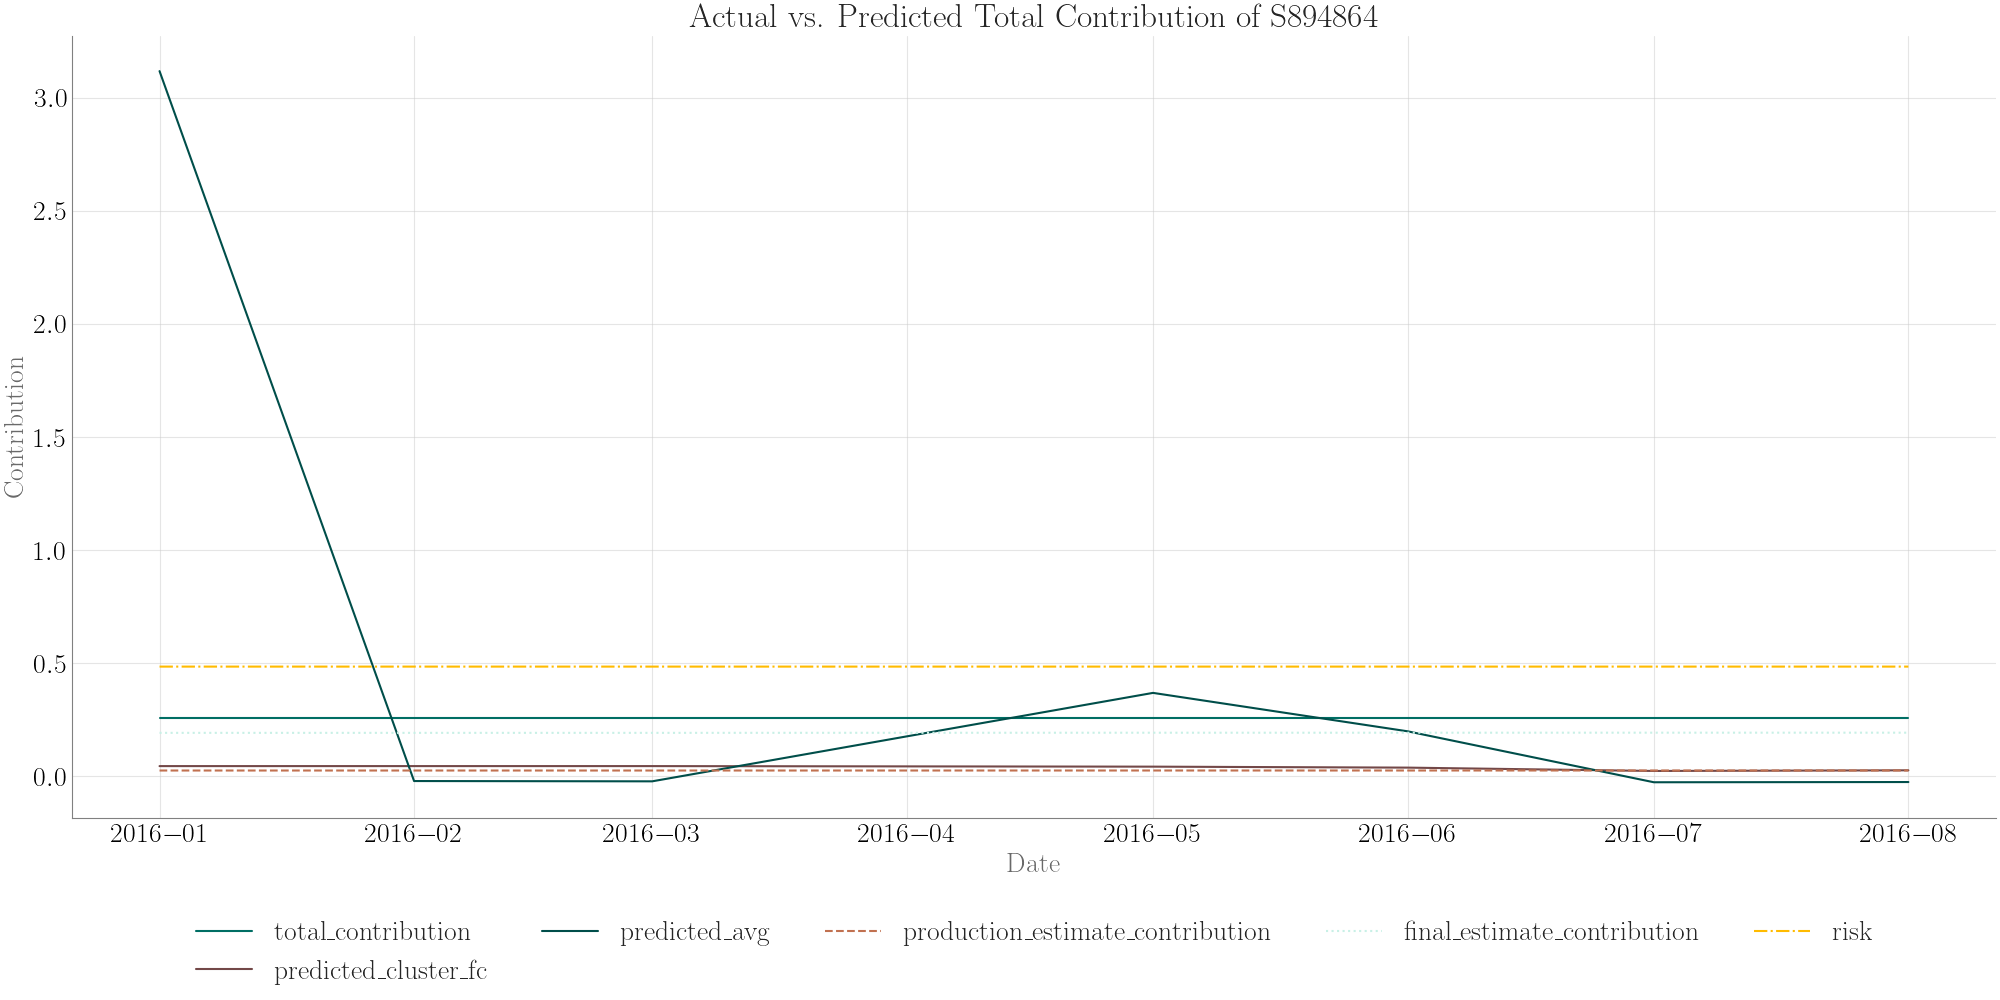 Actual vs. Predicted Total Contribution of S894864
3.0
2.5
2.0
1.5
1.0
0.5
0.0
Contribution
2016–01 2016–02 2016–03 2016–04 2016–05 2016–06 2016–07 2016–08
Date
total_contribution predicted_avg production_estimate_contribution final_estimate_contribution risk
predicted_cluster_fc